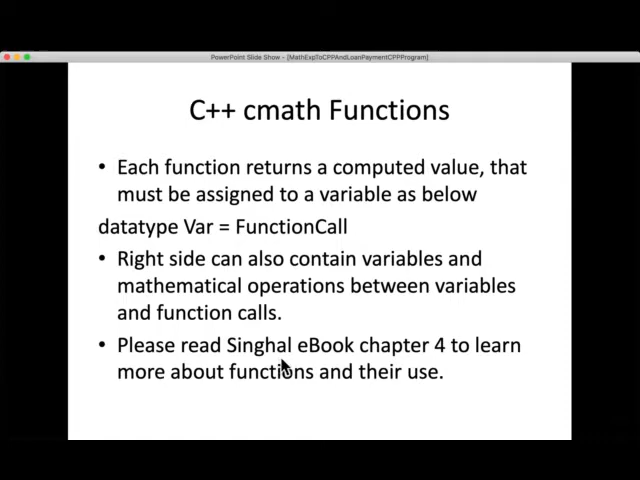 PowerPoint Slide Show - [MathExpToCPPAndLoanPaymentCPPProgram]
C++ cmath Functions
• Each function returns a computed value, that
must be assigned to a variable as below
datatype Var = FunctionCall
• Right side can also contain variables and
mathematical operations between variables
and function calls.
• Please read Singhal eBook chapter 4 to learn
more about functions and their use.